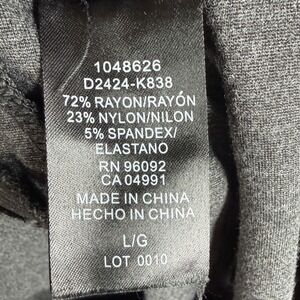 1048626
D2424-K838
72% RAYON/RAYÓN
23% NYLON/NILON
5% SPANDEX/
ELASTANO
RN 96092
CA 04991
MADE IN CHINA
HECHO IN CHINA
L/G
LOT 0010